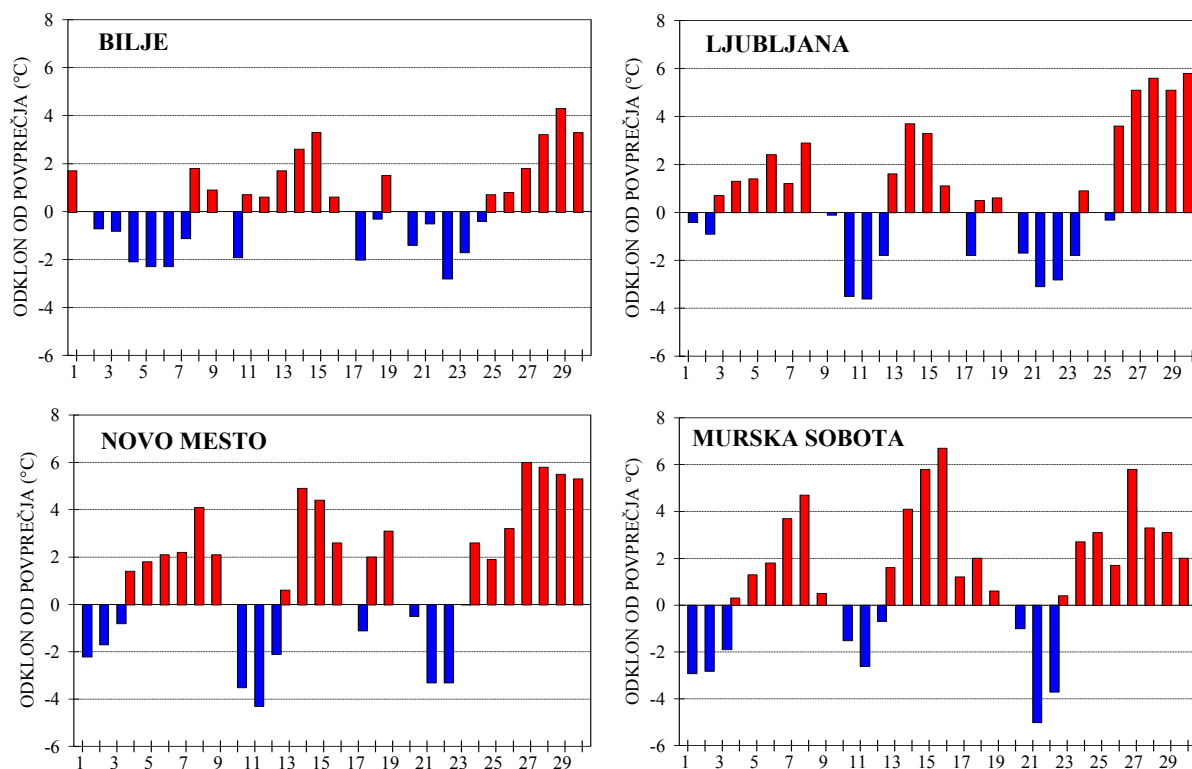 BILJE
ODKLON OD POVPREČJA (°C)
8
6
4
2
0
-2
-4
-6
1 3 5 7 9 11 13 15 17 19 21 23 25 27 29
LJUBLJANA
ODKLON OD POVPREČJA (°C)
8
6
4
2
0
-2
-4
-6
1 3 5 7 9 11 13 15 17 19 21 23 25 27 29
NOVO MESTO
ODKLON OD POVPREČJA (°C)
8
6
4
2
0
-2
-4
-6
1 3 5 7 9 11 13 15 17 19 21 23 25 27 29
MURSKA SOBOTA
ODKLON OD POVPREČJA °C)
8
6
4
2
0
-2
-4
-6
1 3 5 7 9 11 13 15 17 19 21 23 25 27 29